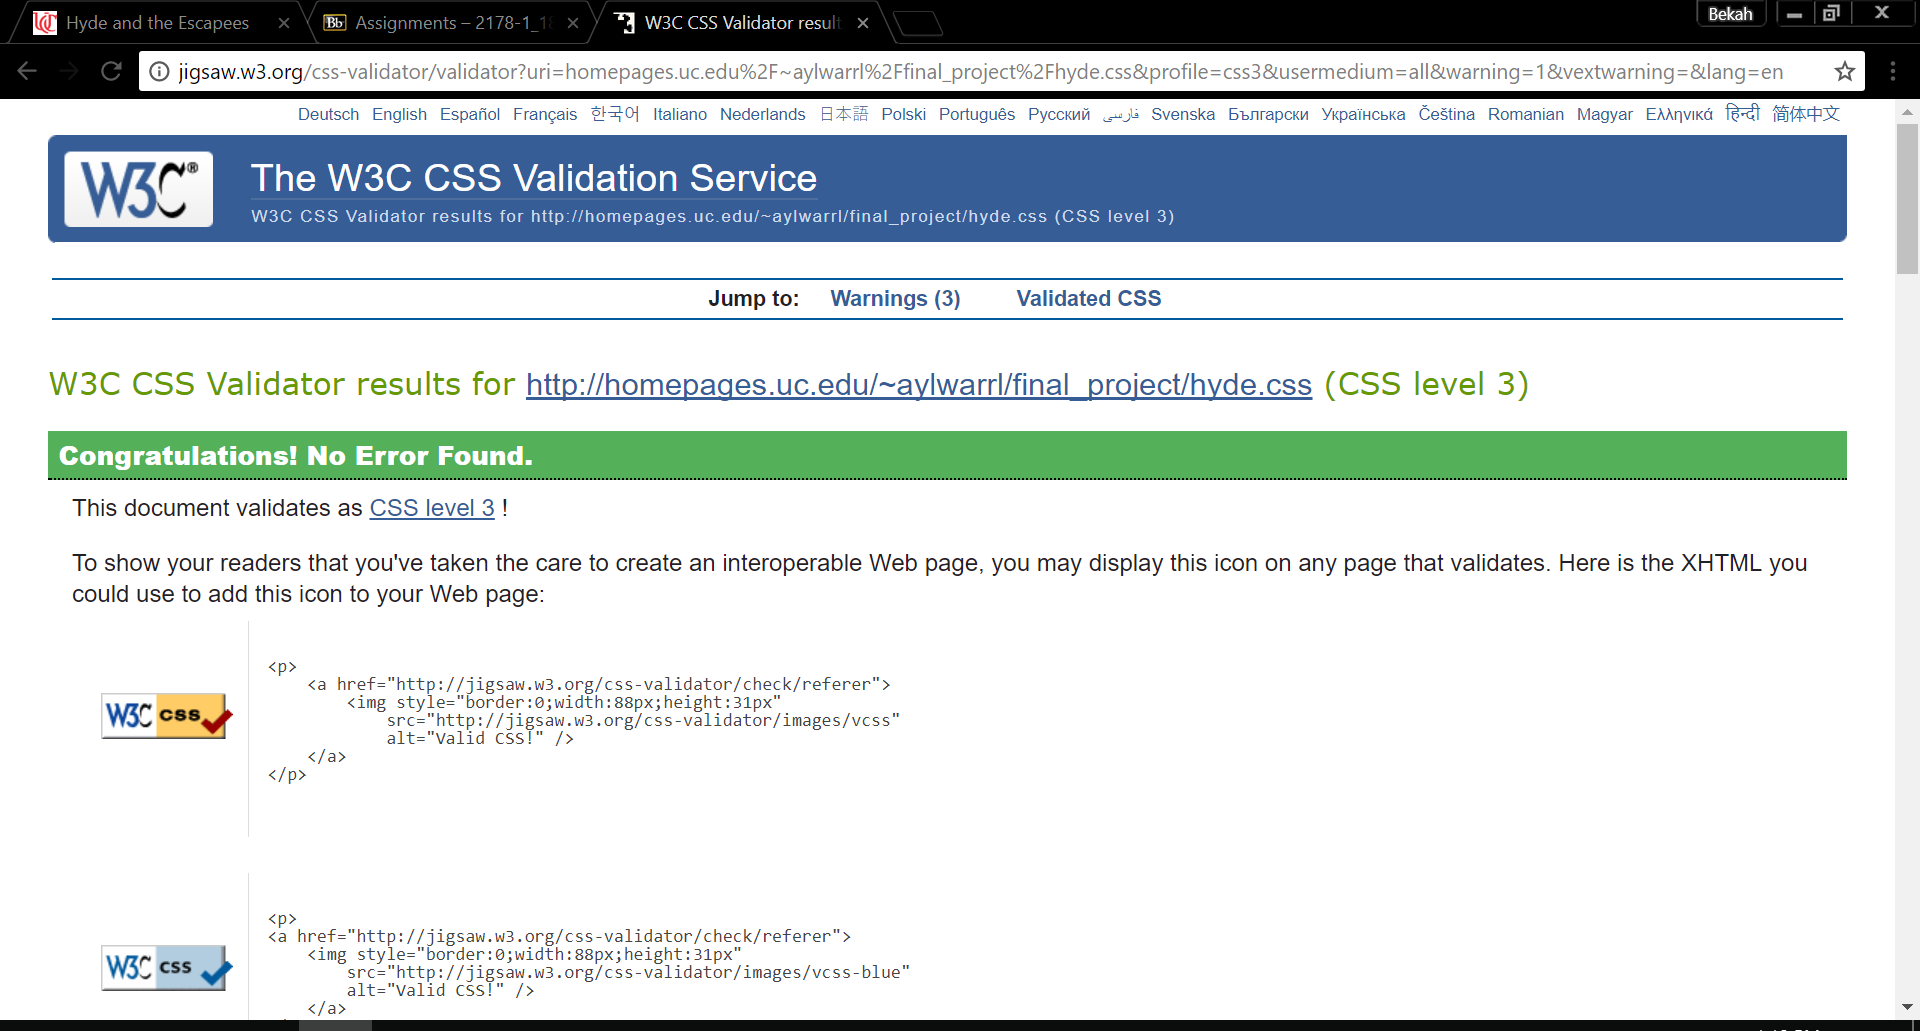 Hyde and the Escapees
Bb Assignments – 2178-1_18
W3C CSS Validator result
Bekah
jigsaw.w3.org/css-validator/validator?uri=homepages.uc.edu%2F~aylwarrl%2Ffinal_project%2Fhyde.css&profile=css3&usermedium=all&warning=1&vextwarning=&lang=en
Deutsch English Español Français 한국어 Italiano Nederlands 日本語 Polski Português Русский فارسی Svenska Български Українська Čeština Romanian Magyar Ελληνικά हिन्दी 简体中文
W3C® The W3C CSS Validation Service
W3C CSS Validator results for http://homepages.uc.edu/~aylwarrl/final_project/hyde.css (CSS level 3)
Jump to: Warnings (3) Validated CSS
W3C CSS Validator results for http://homepages.uc.edu/~aylwarrl/final_project/hyde.css (CSS level 3)
Congratulations! No Error Found.
This document validates as CSS level 3 !
To show your readers that you've taken the care to create an interoperable Web page, you may display this icon on any page that validates. Here is the XHTML you
could use to add this icon to your Web page:
<p>
<a href="http://jigsaw.w3.org/css-validator/check/referer">
<img style="border:0;width:88px;height:31px"
W3C css
src="http://jigsaw.w3.org/css-validator/images/vcss"
alt="Valid CSS!" />
</a>
</p>
<p>
<a href="http://jigsaw.w3.org/css-validator/check/referer">
<img style="border:0;width:88px;height:31px"
W3C css
src="http://jigsaw.w3.org/css-validator/images/vcss-blue"
alt="Valid CSS!" />
</a>